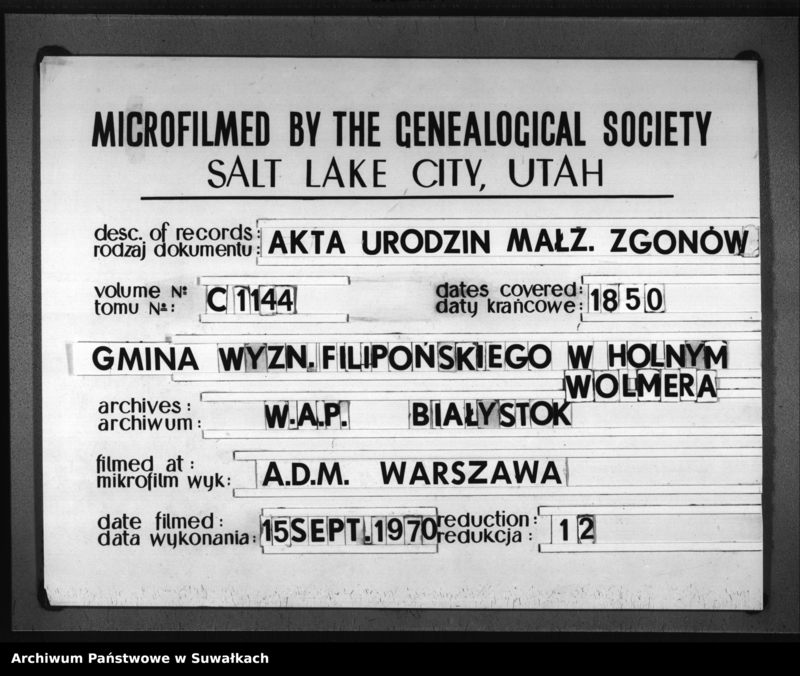 MICROFILMED BY THE GENEALOGICAL SOCIETY
SALT LAKE CITY, UTAH
desc. of records:
rodzaj dokumentu: AKTA URODZIN MAŁŻ. ZGONÓW
volume Nº
tomu Nº: C 1144
dates covered:
daty krańcowe: 1850
GMINA WYZN. FILIPOŃSKIEGO W HOLNYM
WOLMERA
archives:
archiwum: W.A.P. BIAŁYSTOK
filmed at:
mikrofilm wyk: A.D.M. WARSZAWA
date filmed:
data wykonania: 15 SEPT. 1970
reduction:
redukcja: 12
Archiwum Państwowe w Suwałkach